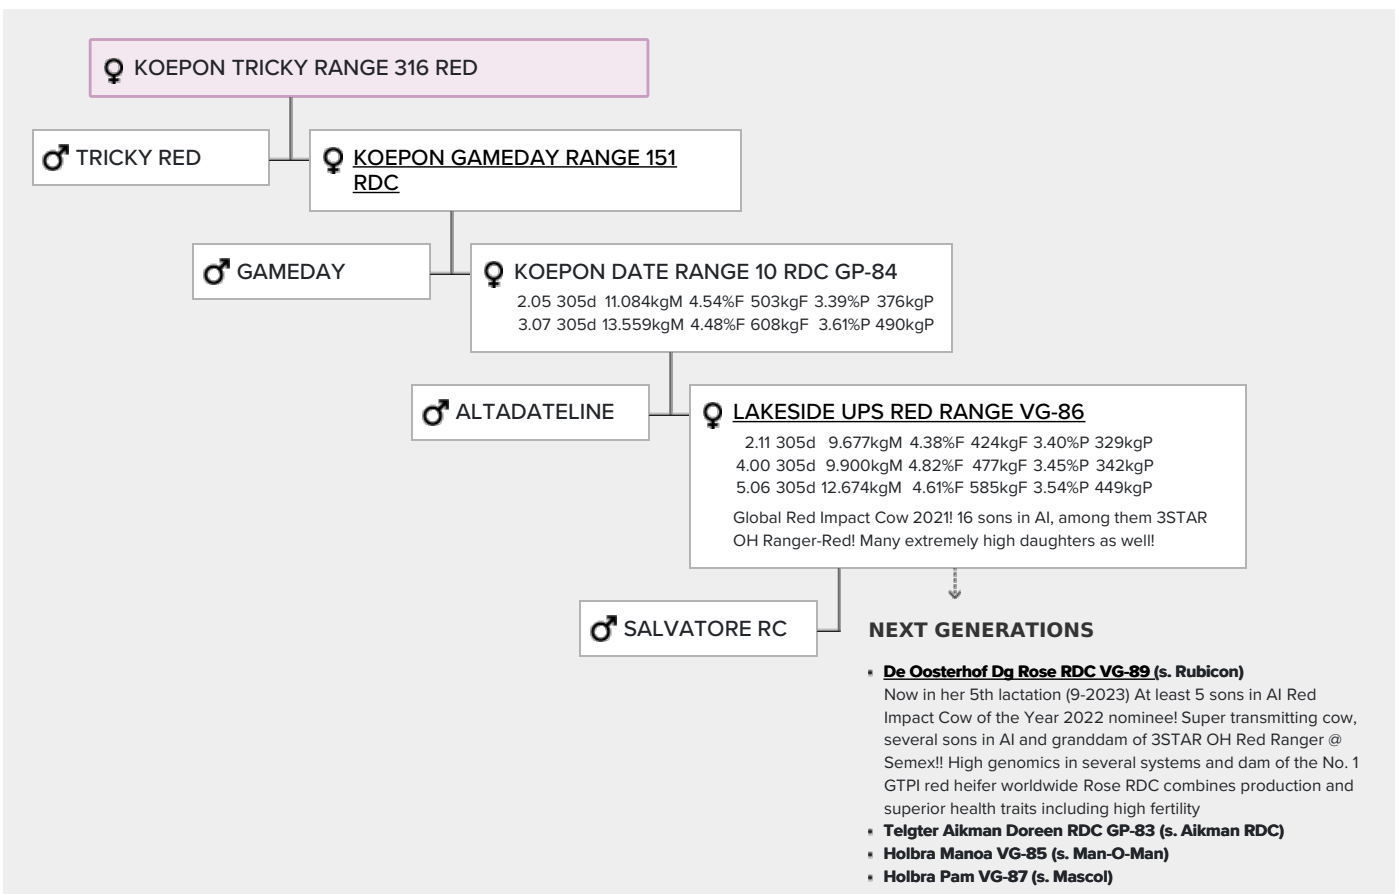 KOEPON TRICKY RANGE 316 RED
TRICKY RED
KOEPON GAMEDAY RANGE 151
RDC
GAMEDAY
KOEPON DATE RANGE 10 RDC GP-84
2.05 305d 11.084kgM 4.54%F 503kgF 3.39%P 376kgP
3.07 305d 13.559kgM 4.48%F 608kgF 3.61%P 490kgP
ALTADATELINE
LAKESIDE UPS RED RANGE VG-86
2.11 305d 9.677kgM 4.38%F 424kgF 3.40%P 329kgP
4.00 305d 9.900kgM 4.82%F 477kgF 3.45%P 342kgP
5.06 305d 12.674kgM 4.61%F 585kgF 3.54%P 449kgP
Global Red Impact Cow 2021! 16 sons in AI, among them 3STAR
OH Ranger-Red! Many extremely high daughters as well!
SALVATORE RC
NEXT GENERATIONS
De Oosterhof Dg Rose RDC VG-89 (s. Rubicon)
Now in her 5th lactation (9-2023) At least 5 sons in AI Red
Impact Cow of the Year 2022 nominee! Super transmitting cow,
several sons in AI and granddam of 3STAR OH Red Ranger @
Semex!! High genomics in several systems and dam of the No. 1
GTPI red heifer worldwide Rose RDC combines production and
superior health traits including high fertility
Telgter Aikman Doreen RDC GP-83 (s. Aikman RDC)
Holbra Manoa VG-85 (s. Man-O-Man)
Holbra Pam VG-87 (s. Mascol)